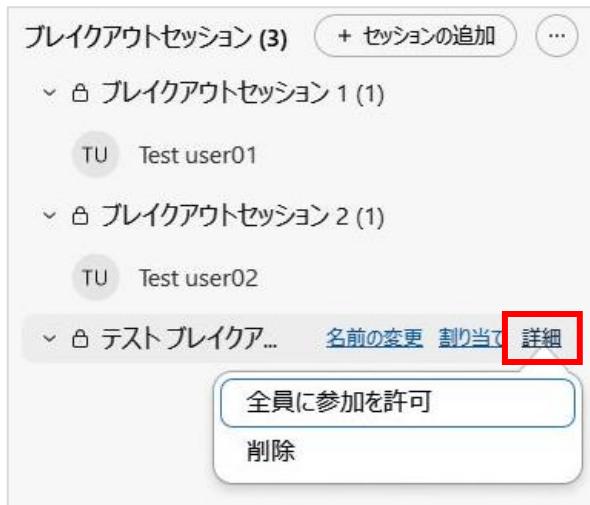 ブレイクアウトセッション (3) + セッションの追加 ...
ブレイクアウトセッション 1 (1)
TU Test user01
ブレイクアウトセッション 2 (1)
TU Test user02
テスト ブレイクア... 名前の変更 割り当て 詳細
全員に参加を許可
削除